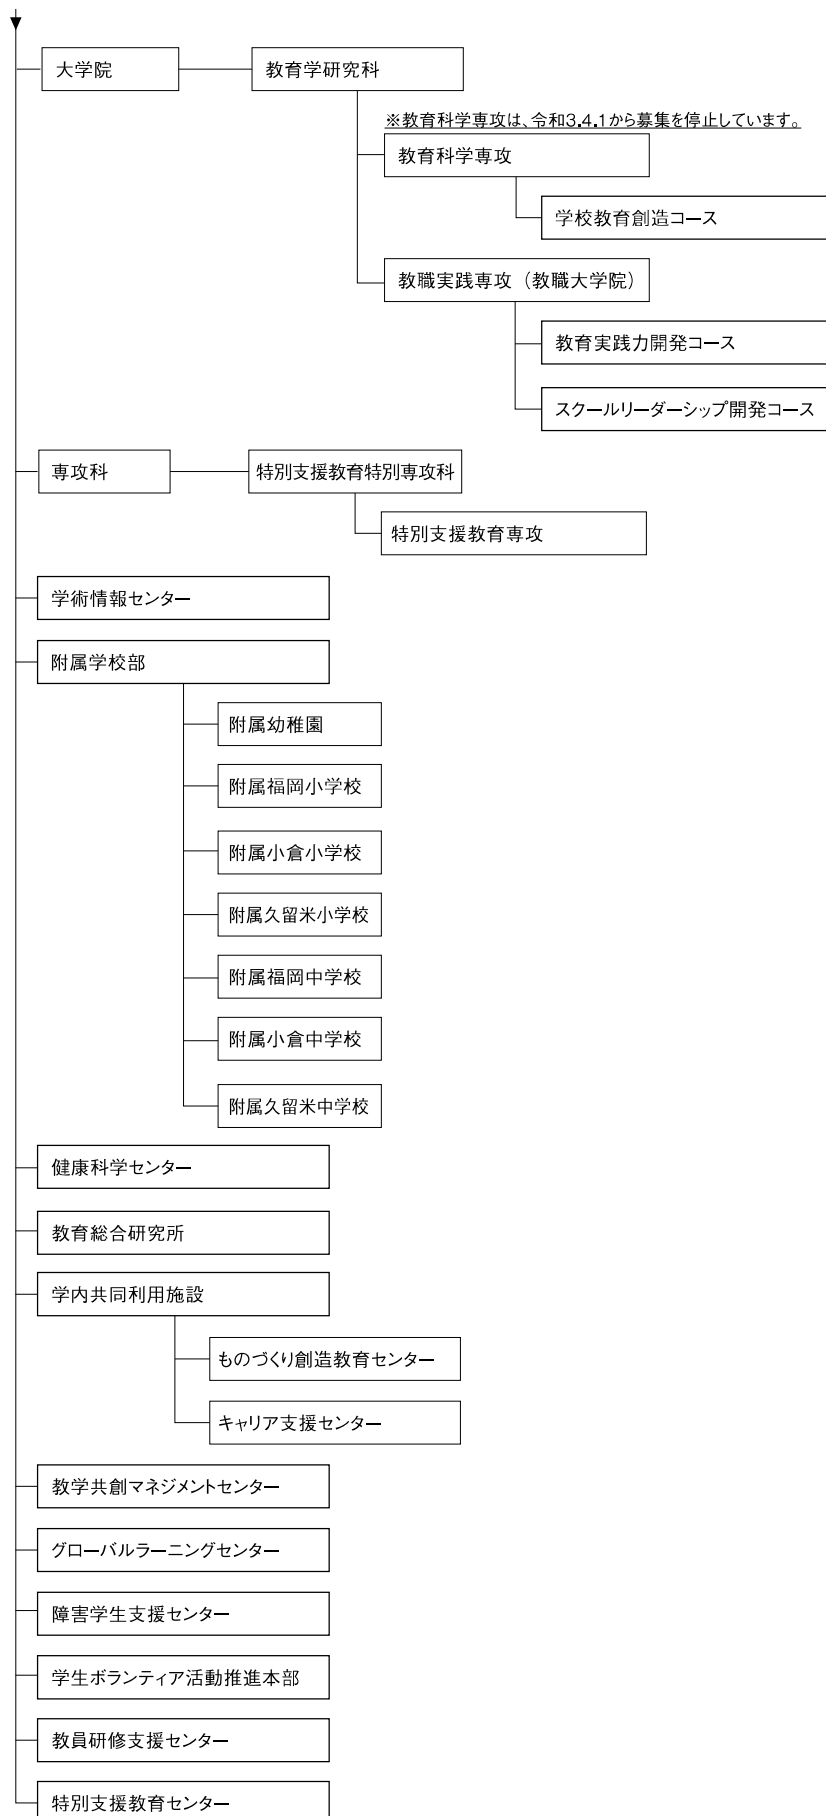 大学院
教育学研究科
※教育科学専攻は、令和3.4.1から募集を停止しています。
教育科学専攻
学校教育創造コース
教職実践専攻（教職大学院）
教育実践力開発コース
スクールリーダーシップ開発コース
専攻科
特別支援教育特別専攻科
特別支援教育専攻
学術情報センター
附属学校部
附属幼稚園
附属福岡小学校
附属小倉小学校
附属久留米小学校
附属福岡中学校
附属小倉中学校
附属久留米中学校
健康科学センター
教育総合研究所
学内共同利用施設
ものづくり創造教育センター
キャリア支援センター
教学共創マネジメントセンター
グローバルラーニングセンター
障害学生支援センター
学生ボランティア活動推進本部
教員研修支援センター
特別支援教育センター